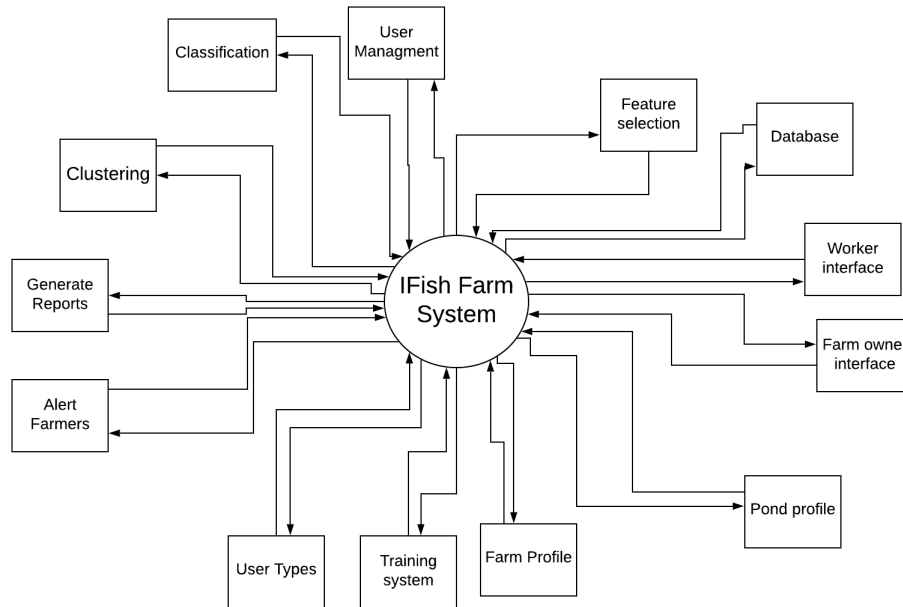 User
Managment
Classification
Feature
selection
Database
Clustering
Worker
interface
Generate
Reports
IFish Farm
System
Farm owner
interface
Alert
Farmers
Pond profile
User Types
Training
system
Farm Profile